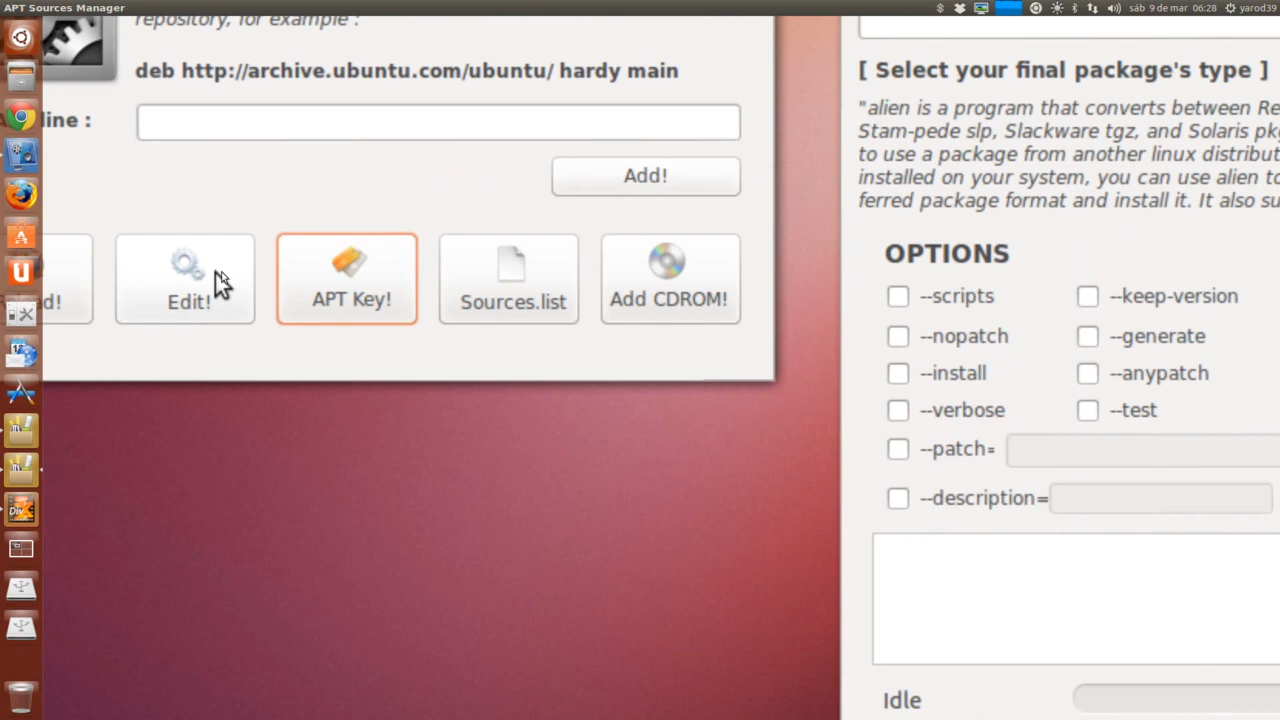 APT Sources Manager
sáb 9 de mar 06:28 yarod39
repository, for example :
deb http://archive.ubuntu.com/ubuntu/ hardy main
line :
Add!
d!
Edit!
APT Key!
Sources.list
Add CDROM!
[ Select your final package's type ]
"alien is a program that converts between Re
Stam-pede slp, Slackware tgz, and Solaris pkg
to use a package from another linux distribut
installed on your system, you can use alien to
ferred package format and install it. It also su
OPTIONS
--scripts --keep-version
--nopatch --generate
--install --anypatch
--verbose --test
--patch=
--description=
Idle